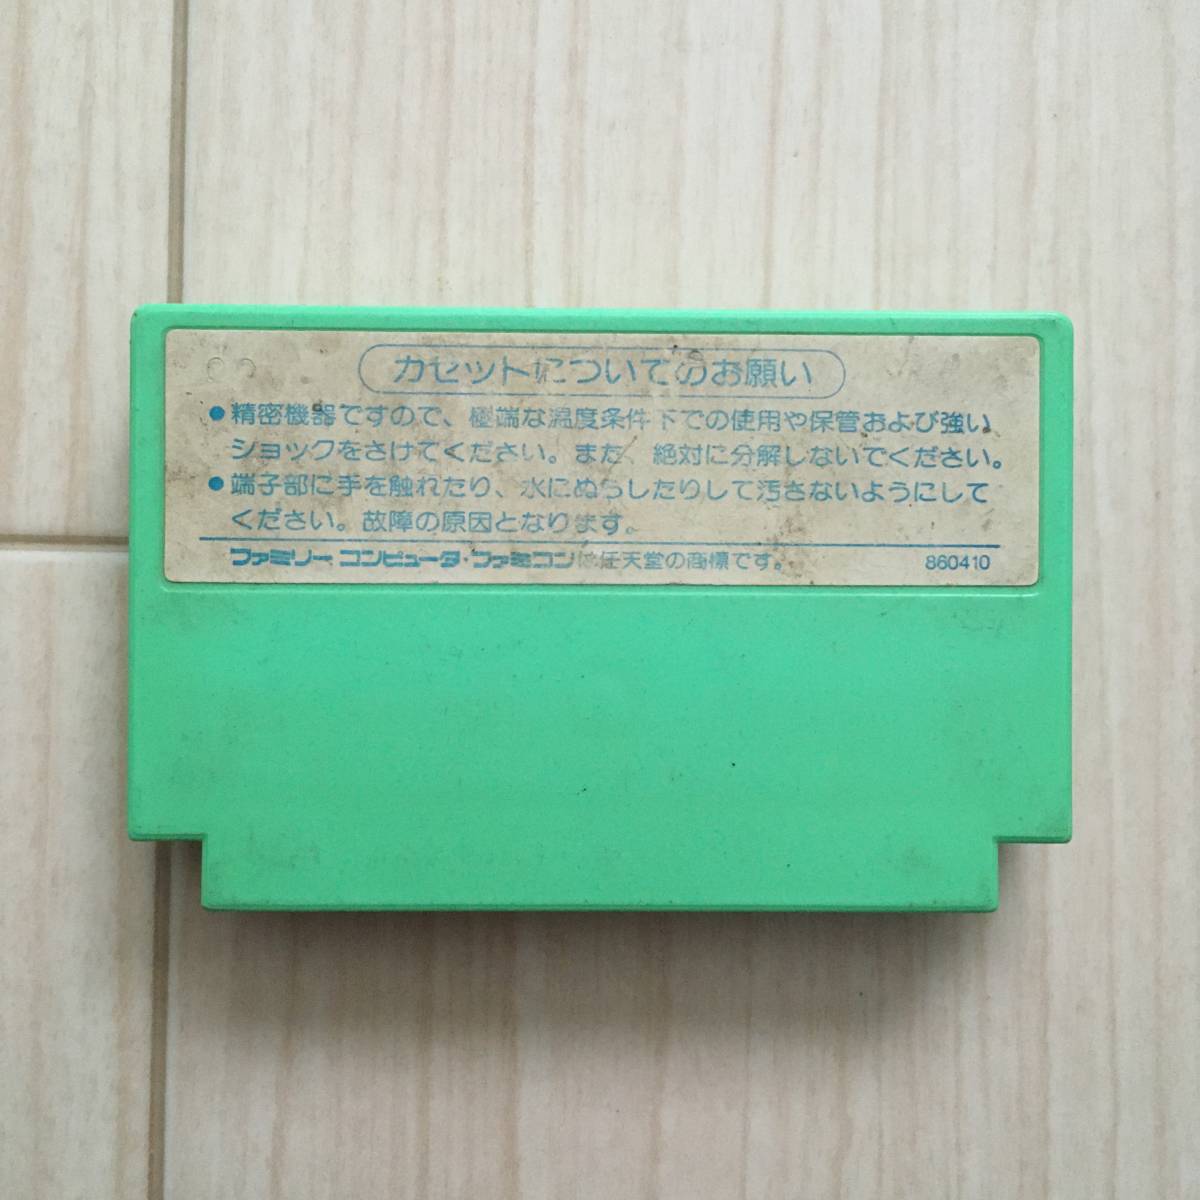 カセットについてのお願い
●精密機器ですので、極端な温度条件下での使用や保管および強い
ショックをさけてください。また、絶対に分解しないでください。
●端子部に手を触れたり、水にぬらしたりして汚さないようにして
ください。故障の原因となります。
ファミリーコンピュータ・ファミコンは任天堂の商標です。 860410